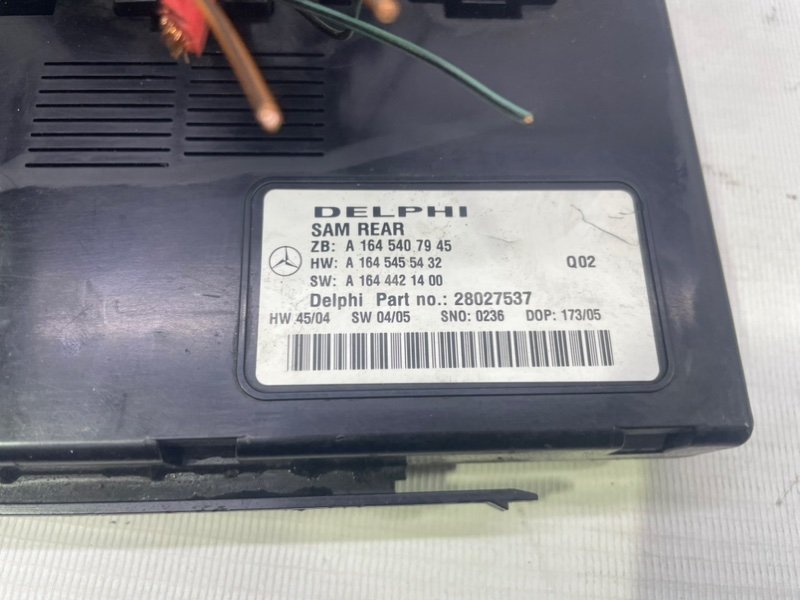 DELPHI
SAM REAR
ZB: A 164 540 79 45
HW: A 164 545 54 32 Q02
SW: A 164 442 14 00
Delphi Part no.: 28027537
HW 45/04 SW 04/05 SNO: 0236 DOP: 173/05